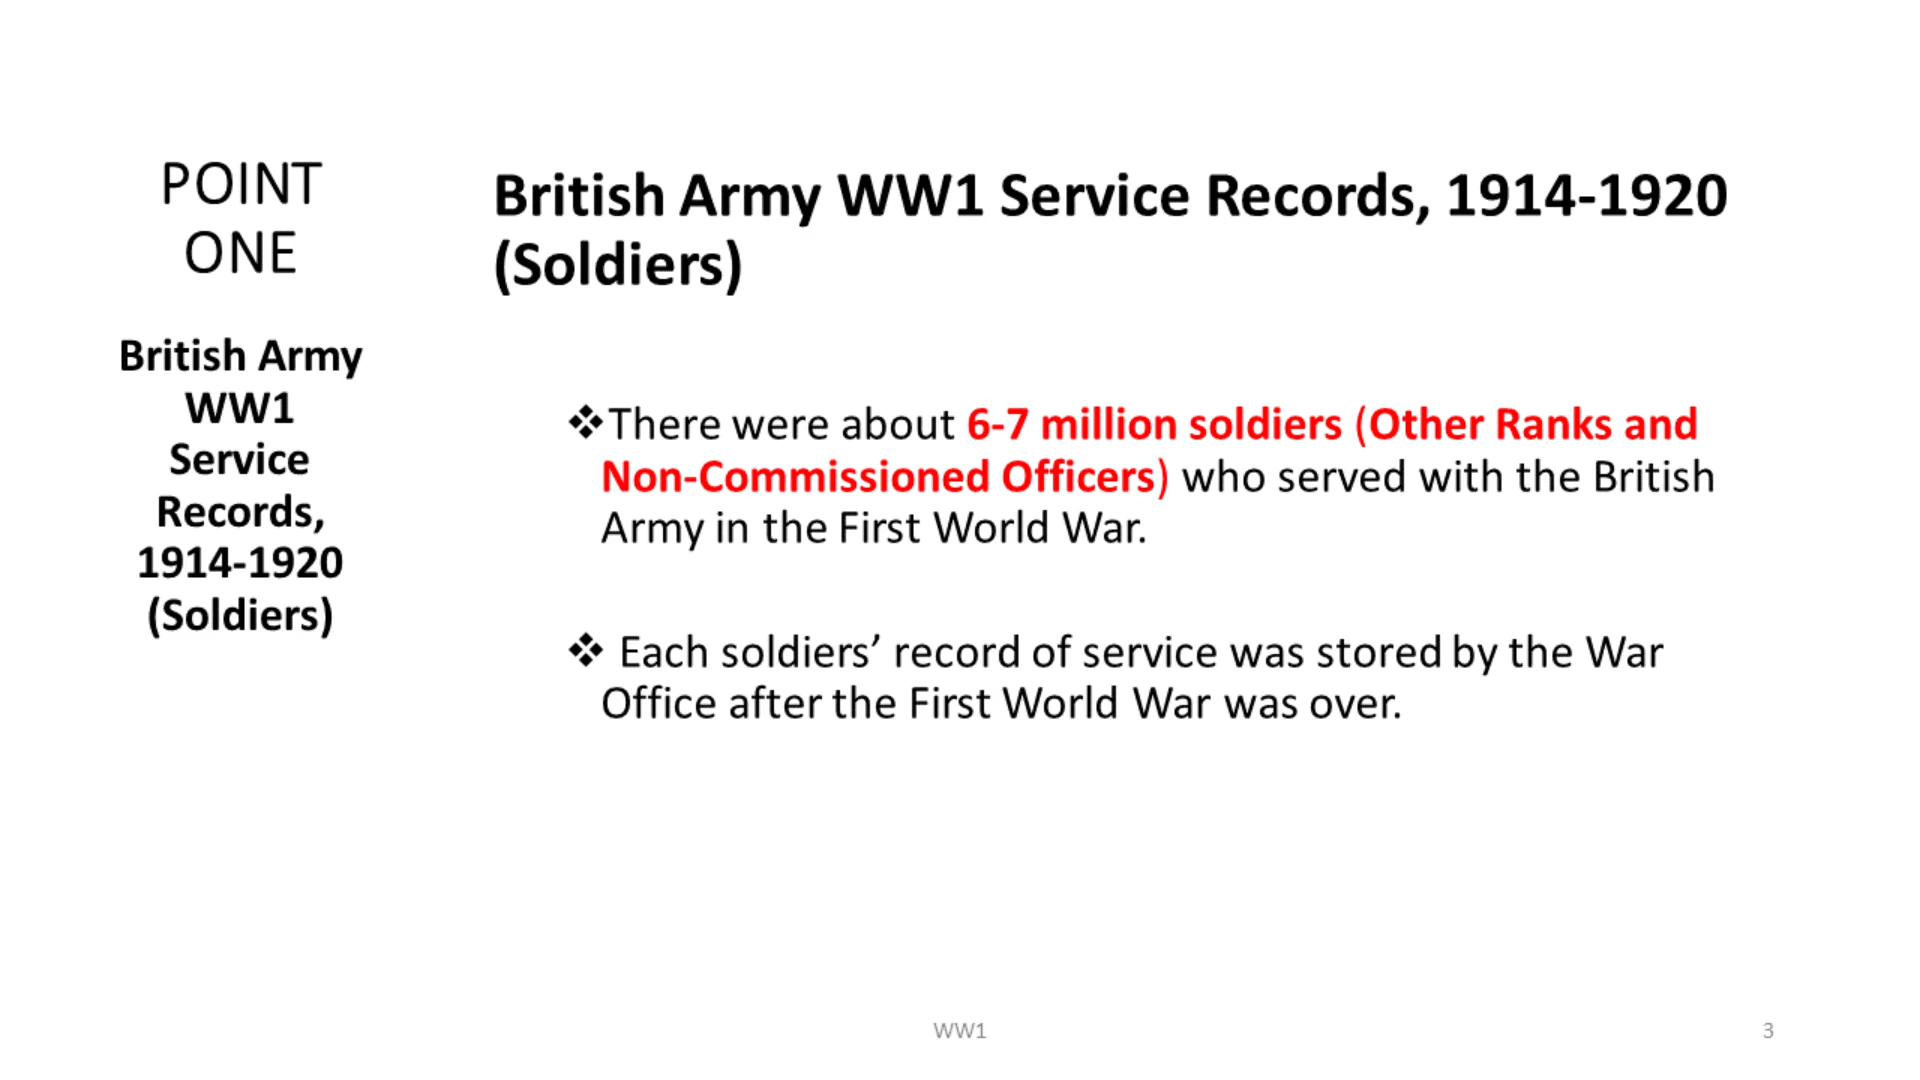 POINT
ONE
British Army
WW1
Service
Records,
1914-1920
(Soldiers)
British Army WW1 Service Records, 1914-1920
(Soldiers)
❖There were about 6-7 million soldiers (Other Ranks and
Non-Commissioned Officers) who served with the British
Army in the First World War.
❖ Each soldiers’ record of service was stored by the War
Office after the First World War was over.
WW1
3